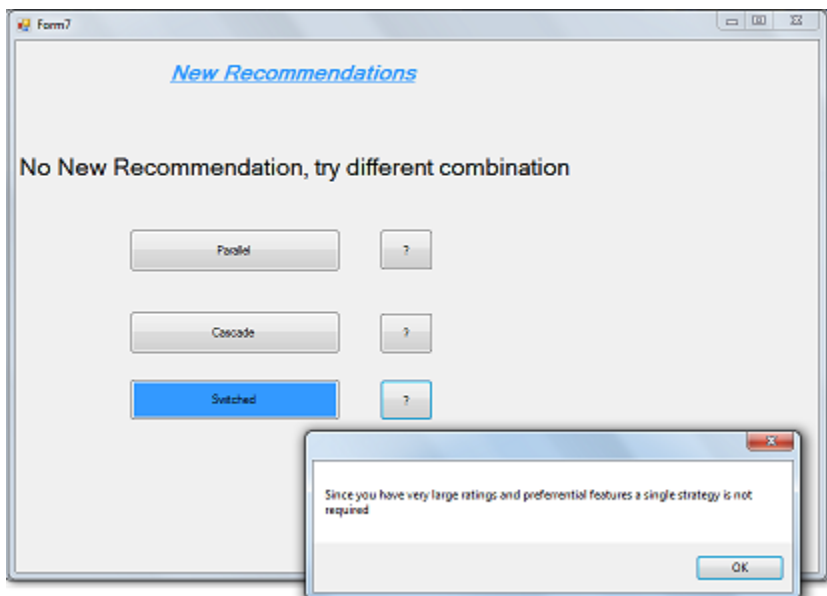 Form7
New Recommendations
No New Recommendation, try different combination
Parallel
?
Cascade
?
Switched
?
Since you have very large ratings and preferrential features a single strategy is not
required
OK